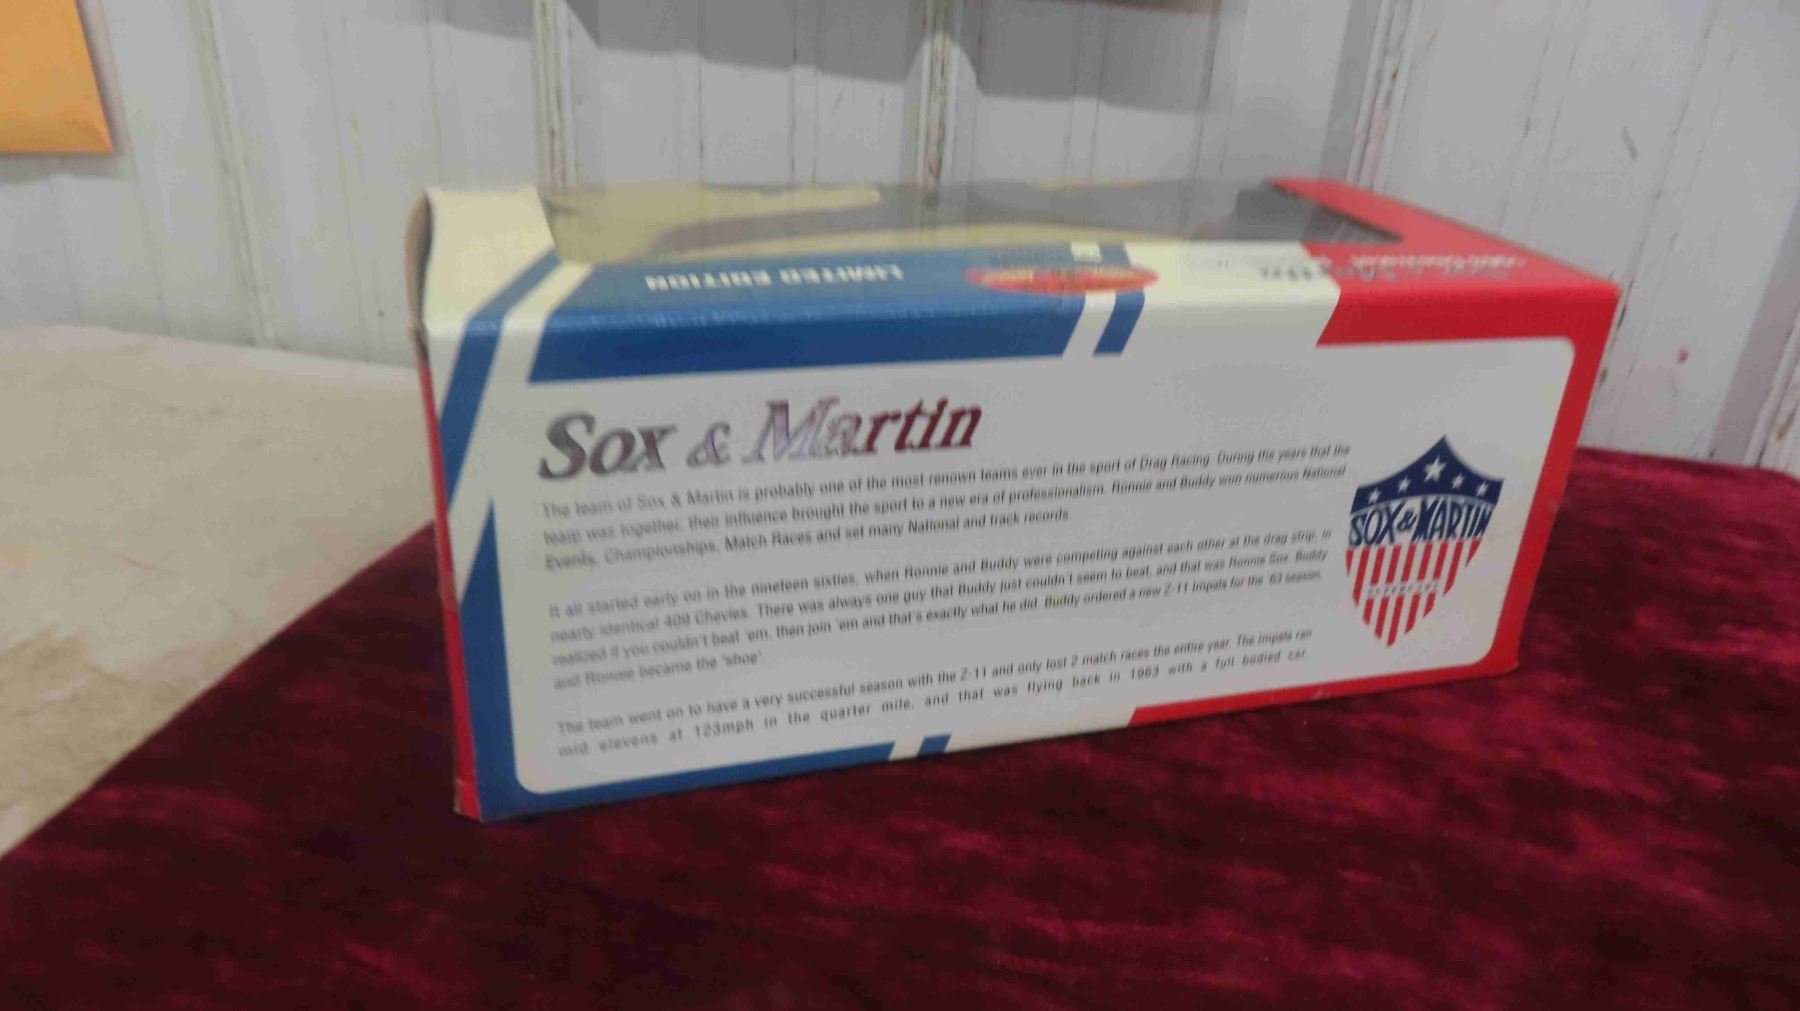 LIMITED EDITION
Sox & Martin
The team of Sox & Martin is probably one of the most renown teams ever in the sport of Drag Racing. During the years that the
team was together, their influence brought the sport to a new era of professionalism. Ronnie and Buddy won numerous National
Events, Championships, Match Races and set many National and track records.
It all started early on in the nineteen sixties, when Ronnie and Buddy were competing against each other at the drag strip, in
nearly identical 409 Chevies. There was always one guy that Buddy just couldn't seem to beat, and that was Ronnie Sox. Buddy
realized if you couldn't beat 'em, then join 'em and that's exactly what he did. Buddy ordered a new Z-11 Impala for the '63 season,
and Ronnie became the 'shoe'.
The team went on to have a very successful season with the Z-11 and only lost 2 match races the entire year. The Impala ran
mid elevens at 123mph in the quarter mile, and that was flying back in 1963 with a full bodied car.
SOX & MARTIN